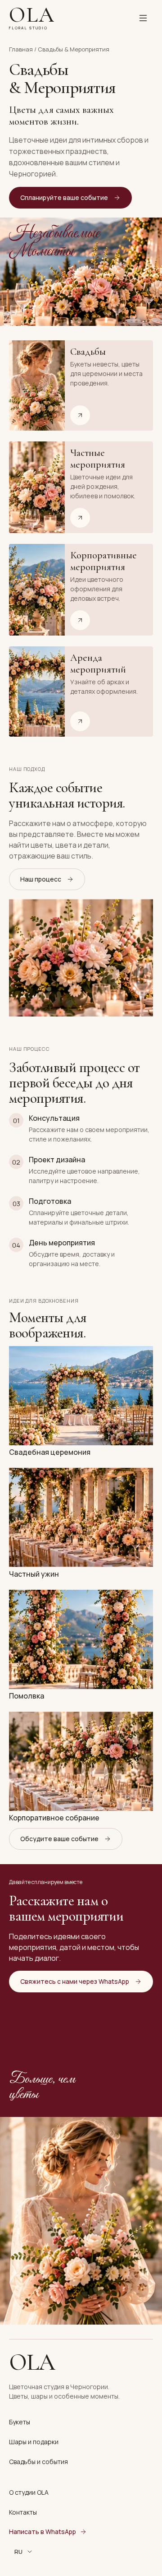 OLA
FLORAL STUDIO
Главная / Свадьбы & Мероприятия
Свадьбы
& Мероприятия
Цветы для самых важных
моментов жизни.
Цветочные идеи для интимных сборов и
торжественных празднеств,
вдохновленные вашим стилем и
Черногорией.
Спланируйте ваше событие
Незабываемые
Моменты
Свадьбы
Букеты невесты, цветы
для церемонии и места
проведения.
Частные
мероприятия
Цветочные идеи для
дней рождения,
юбилеев и помолвок.
Корпоративные
мероприятия
Идеи цветочного
оформления для
деловых встреч.
Аренда
мероприятий
Узнайте об арках и
деталях оформления.
НАШ ПОДХОД
Каждое событие
уникальная история.
Расскажите нам о атмосфере, которую
вы представляете. Вместе мы можем
найти цветы, цвета и детали,
отражающие ваш стиль.
Наш процесс
НАШ ПРОЦЕСС
Заботливый процесс от
первой беседы до дня
мероприятия.
01
Консультация
Расскажите нам о своем мероприятии,
стиле и пожеланиях.
02
Проект дизайна
Исследуйте цветовое направление,
палитру и настроение.
03
Подготовка
Спланируйте цветочные детали,
материалы и финальные штрихи.
04
День мероприятия
Обсудите время, доставку и
организацию на месте.
ИДЕИ ДЛЯ ВДОХНОВЕНИЯ
Моменты для
воображения.
Свадебная церемония
Частный ужин
Помолвка
Корпоративное собрание
Обсудите ваше событие
Давайте спланируем вместе
Расскажите нам о
вашем мероприятии
Поделитесь идеями своего
мероприятия, датой и местом, чтобы
начать диалог.
Свяжитесь с нами через WhatsApp
Больше, чем
цветы
OLA
Цветочная студия в Черногории.
Цветы, шары и особенные моменты.
Букеты
Шары и подарки
Свадьбы и события
О студии OLA
Контакты
Написать в WhatsApp
RU